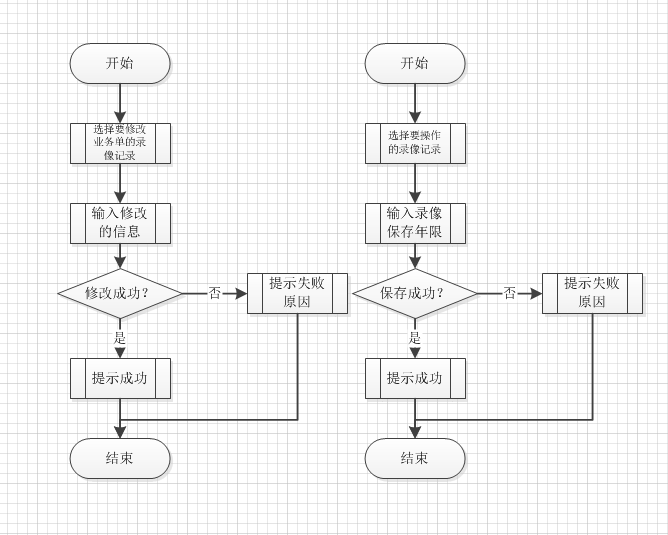 开始
选择要修改
业务单的录
像记录
输入修改
的信息
修改成功?
否
提示失败
原因
是
提示成功
结束
开始
选择要操作
的录像记录
输入录像
保存年限
保存成功?
否
提示失败
原因
是
提示成功
结束